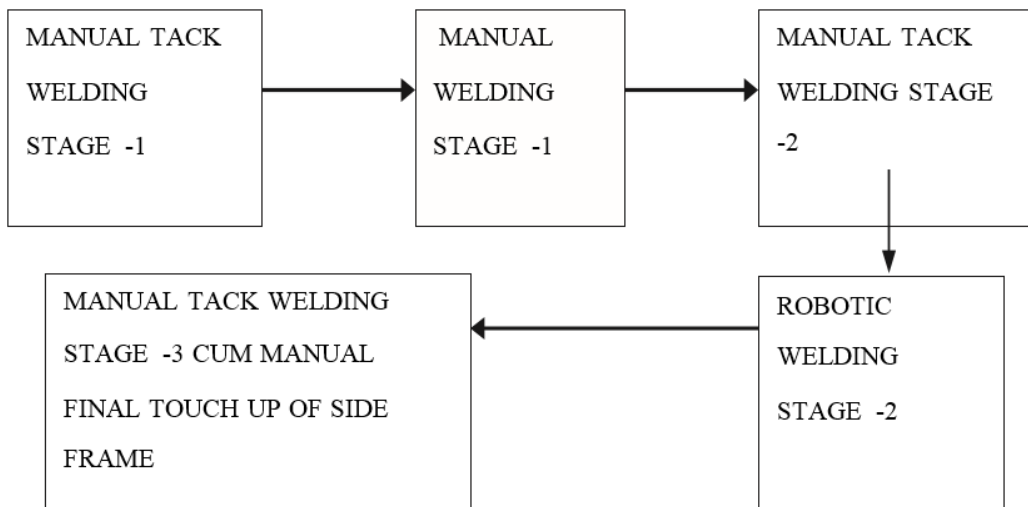 MANUAL TACK
WELDING
STAGE -1
MANUAL
WELDING
STAGE -1
MANUAL TACK
WELDING STAGE
-2
ROBOTIC
WELDING
STAGE -2
MANUAL TACK WELDING
STAGE -3 CUM MANUAL
FINAL TOUCH UP OF SIDE
FRAME